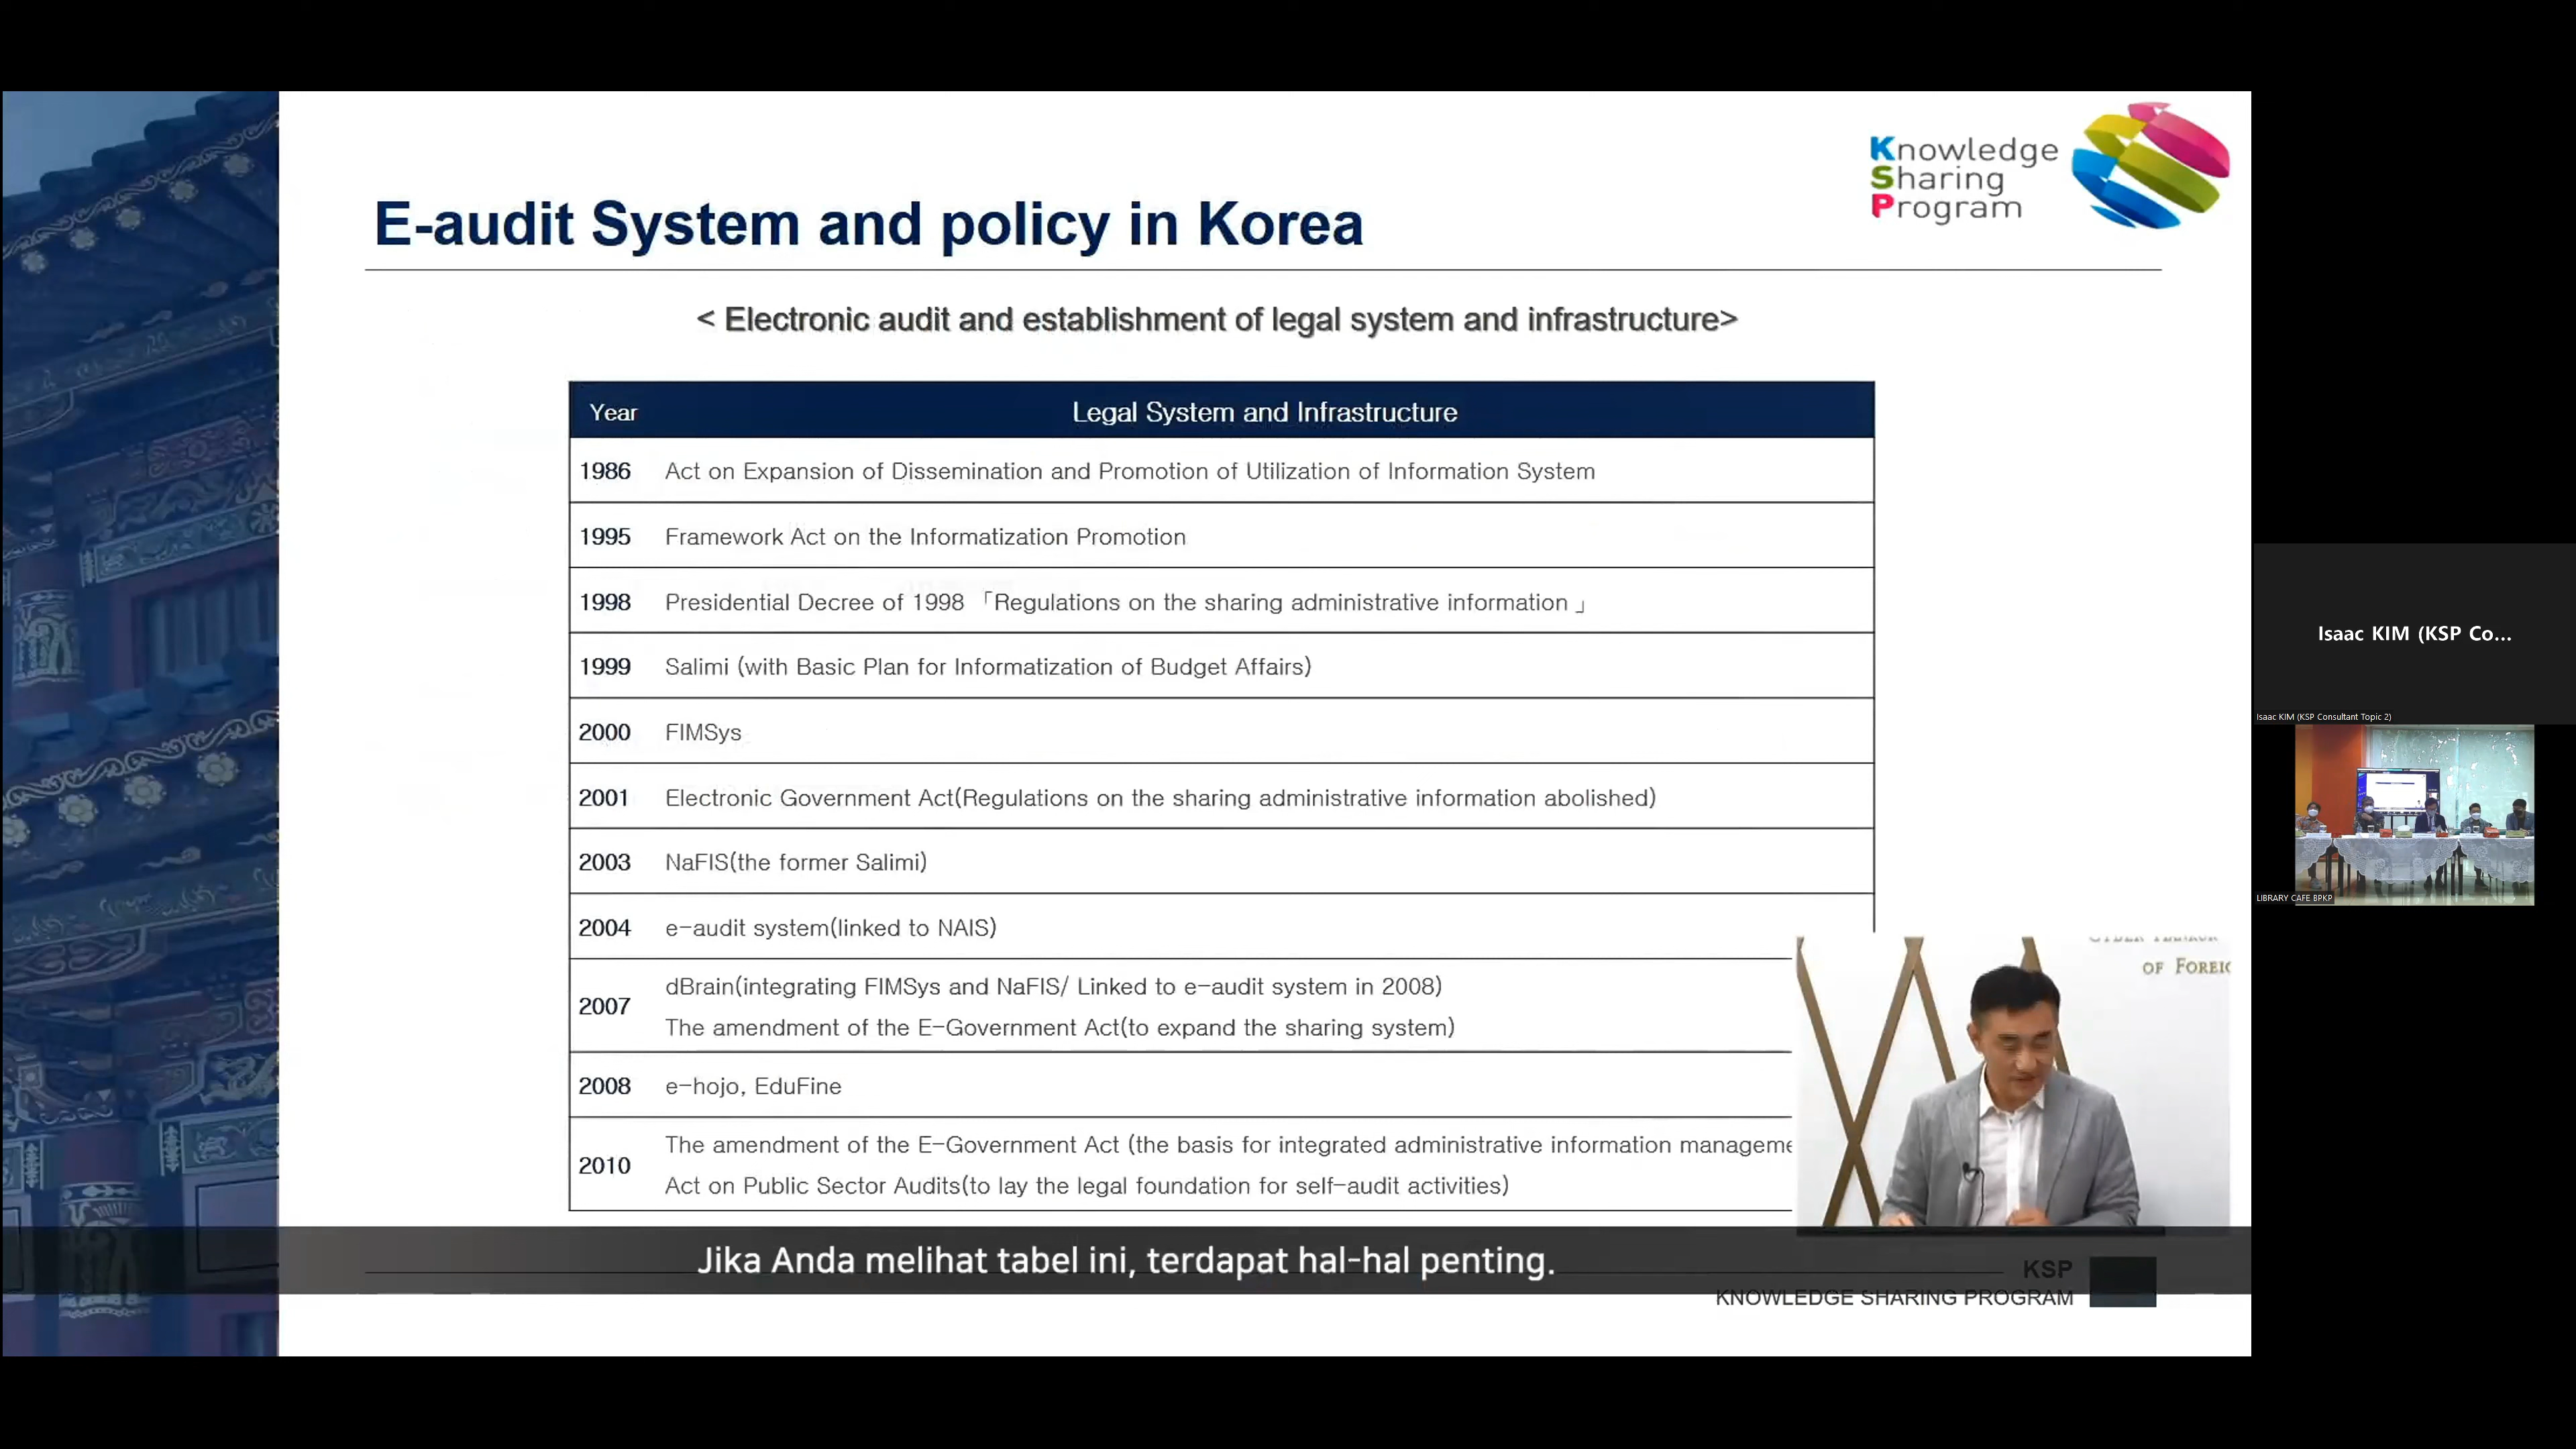 Knowledge
Sharing
Program
E-audit System and policy in Korea
< Electronic audit and establishment of legal system and infrastructure>
Year Legal System and Infrastructure
1986 Act on Expansion of Dissemination and Promotion of Utilization of Information System
1995 Framework Act on the Informatization Promotion
1998 Presidential Decree of 1998 「Regulations on the sharing administrative information」
1999 Salimi (with Basic Plan for Informatization of Budget Affairs)
2000 FIMSys
2001 Electronic Government Act(Regulations on the sharing administrative information abolished)
2003 NaFIS(the former Salimi)
2004 e-audit system(linked to NAIS)
2007 dBrain(integrating FIMSys and NaFIS/ Linked to e-audit system in 2008)
The amendment of the E-Government Act(to expand the sharing system)
2008 e-hojo, EduFine
2010 The amendment of the E-Government Act (the basis for integrated administrative information manageme
Act on Public Sector Audits(to lay the legal foundation for self-audit activities)
OF FOREIG
Jika Anda melihat tabel ini, terdapat hal-hal penting.
KSP
KNOWLEDGE SHARING PROGRAM
Isaac KIM (KSP Co...
Isaac KIM (KSP Consultant Topic 2)
LIBRARY CAFE BPKP